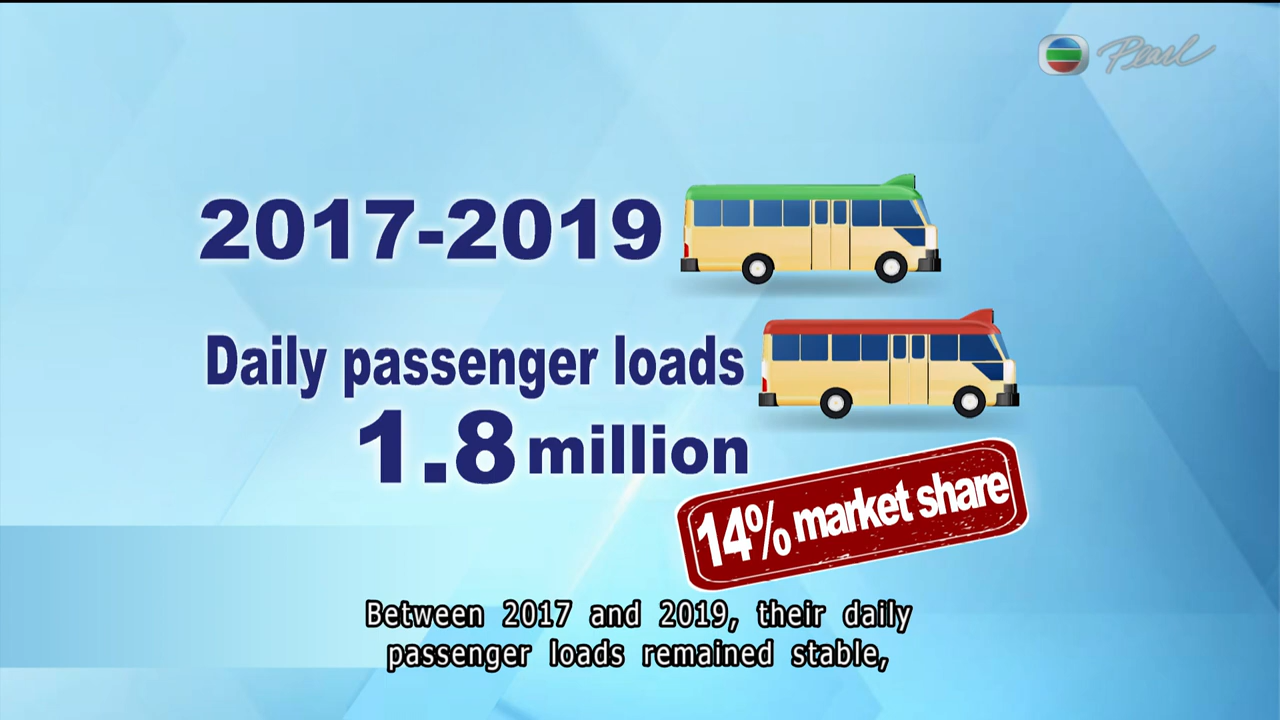 Pearl
2017-2019
Daily passenger loads
1.8 million
14% market share
Between 2017 and 2019, their daily
passenger loads remained stable,